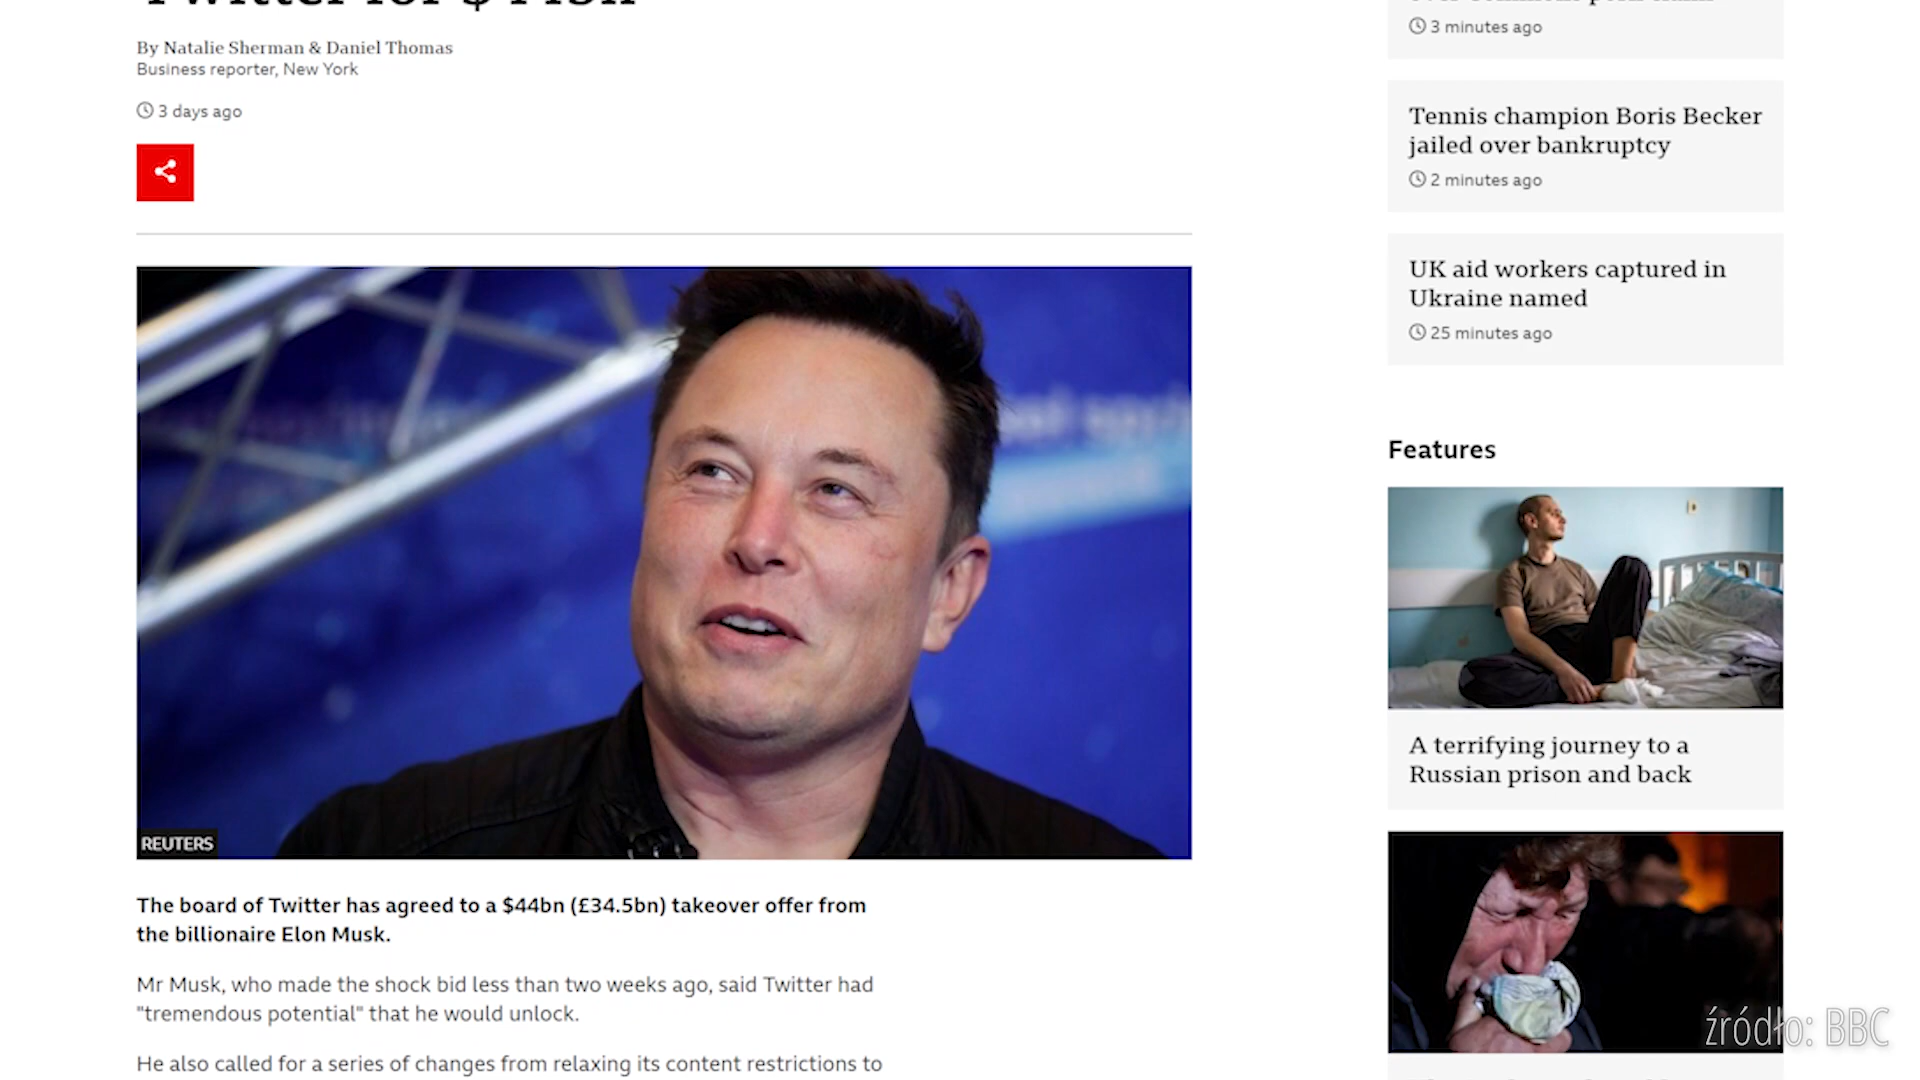 By Natalie Sherman & Daniel Thomas
Business reporter, New York
3 days ago
REUTERS
The board of Twitter has agreed to a $44bn (£34.5bn) takeover offer from
the billionaire Elon Musk.
Mr Musk, who made the shock bid less than two weeks ago, said Twitter had
"tremendous potential" that he would unlock.
He also called for a series of changes from relaxing its content restrictions to
3 minutes ago
Tennis champion Boris Becker
jailed over bankruptcy
2 minutes ago
UK aid workers captured in
Ukraine named
25 minutes ago
Features
A terrifying journey to a
Russian prison and back
źródło: BBC